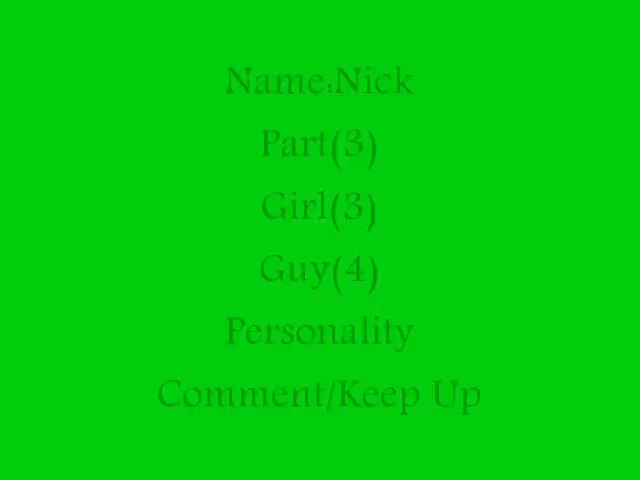 Name:Nick
Part(3)
Girl(3)
Guy(4)
Personality
Comment/Keep Up